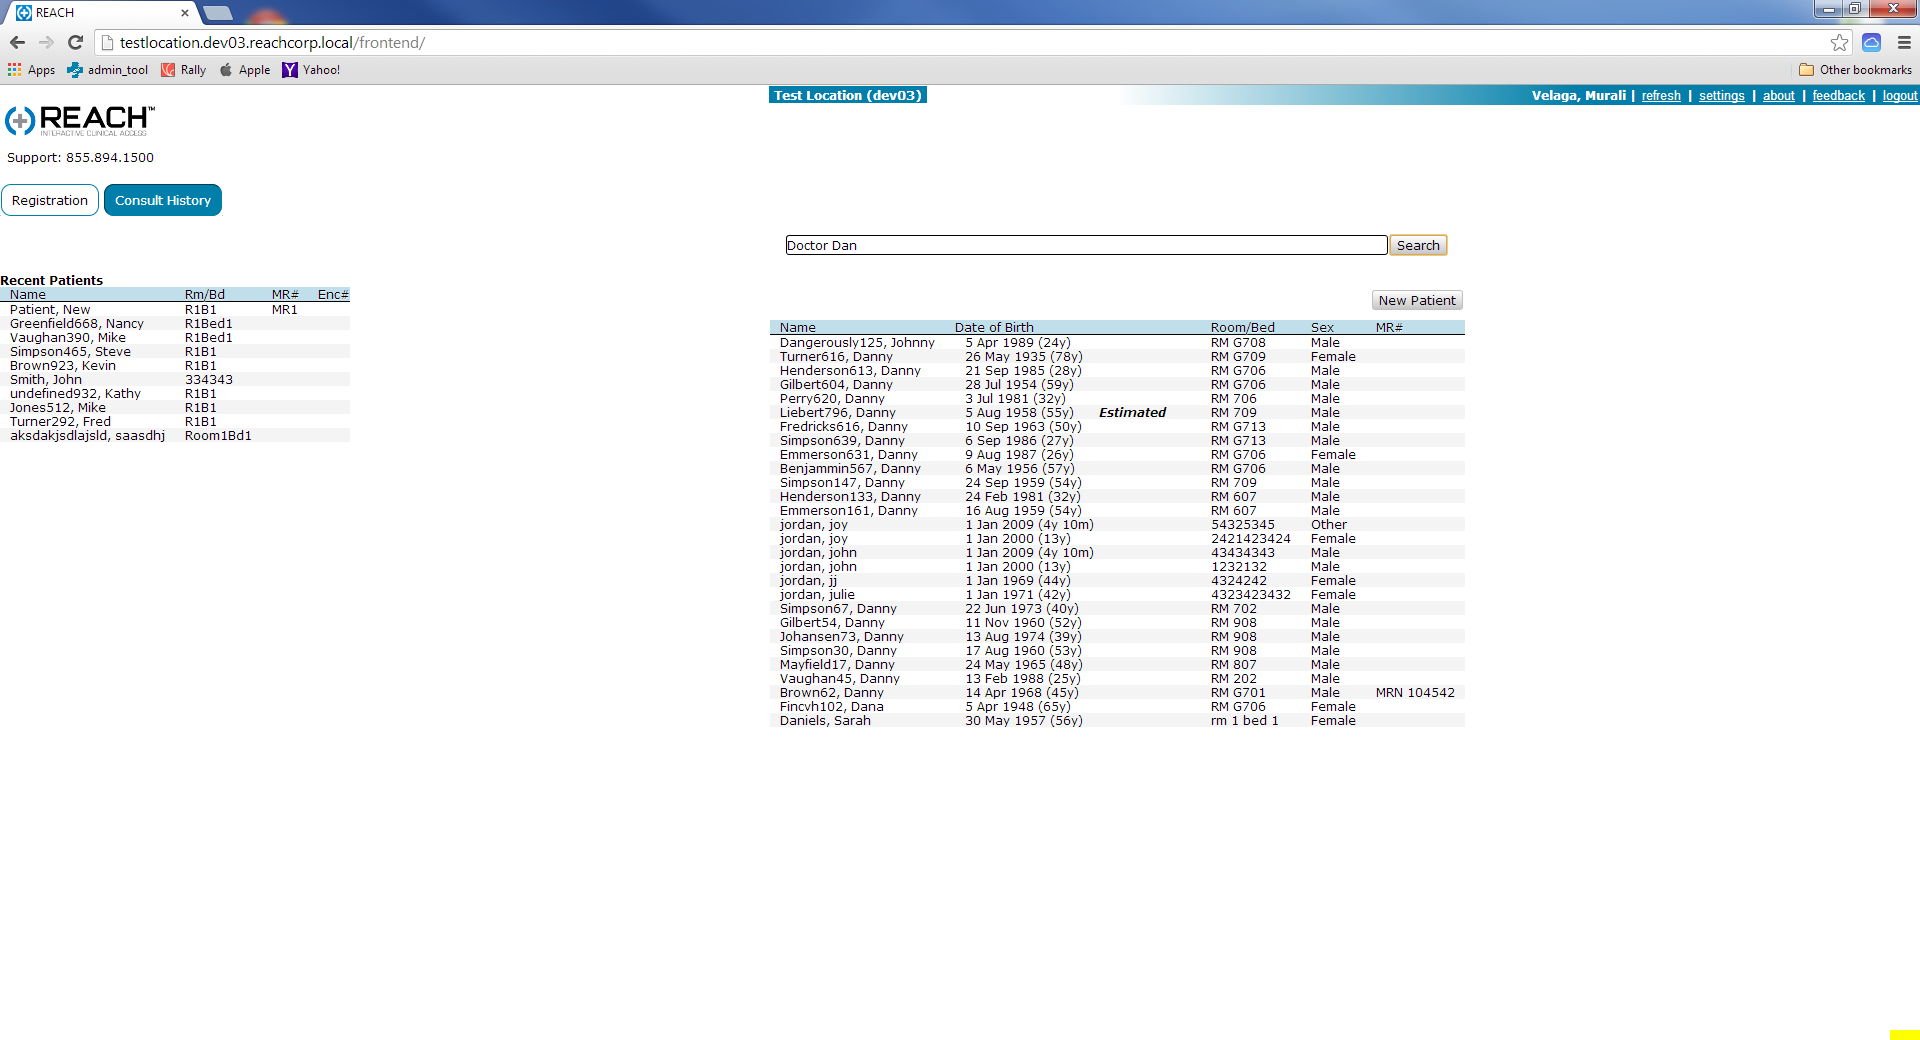 REACH
testlocation.dev03.reachcorp.local/frontend/
Apps admin_tool Rally Apple Yahoo! Other bookmarks
Test Location (dev03) Velaga, Murali | refresh | settings | about | feedback | logout
REACH™
INTERACTIVE CLINICAL ACCESS
Support: 855.894.1500
Registration Consult History
Doctor Dan Search
Recent Patients
Name Rm/Bd MR# Enc#
Patient, New R1B1 MR1
Greenfield668, Nancy R1Bed1
Vaughan390, Mike R1Bed1
Simpson465, Steve R1B1
Brown923, Kevin R1B1
Smith, John 334343
undefined932, Kathy R1B1
Jones512, Mike R1B1
Turner292, Fred R1B1
aksdakjsdlajsld, saasdhj Room1Bd1
New Patient
Name Date of Birth Room/Bed Sex MR#
Dangerously125, Johnny 5 Apr 1989 (24y) RM G708 Male
Turner616, Danny 26 May 1935 (78y) RM G709 Female
Henderson613, Danny 21 Sep 1985 (28y) RM G706 Male
Gilbert604, Danny 28 Jul 1954 (59y) RM G706 Male
Perry620, Danny 3 Jul 1981 (32y) RM 706 Male
Liebert796, Danny 5 Aug 1958 (55y) Estimated RM 709 Male
Fredricks616, Danny 10 Sep 1963 (50y) RM G713 Male
Simpson639, Danny 6 Sep 1986 (27y) RM G713 Male
Emmerson631, Danny 9 Aug 1987 (26y) RM G706 Female
Benjammin567, Danny 6 May 1956 (57y) RM G706 Male
Simpson147, Danny 24 Sep 1959 (54y) RM 709 Male
Henderson133, Danny 24 Feb 1981 (32y) RM 607 Male
Emmerson161, Danny 16 Aug 1959 (54y) RM 607 Male
jordan, joy 1 Jan 2009 (4y 10m) 54325345 Other
jordan, joy 1 Jan 2000 (13y) 2421423424 Female
jordan, john 1 Jan 2009 (4y 10m) 43434343 Male
jordan, john 1 Jan 2000 (13y) 1232132 Male
jordan, jj 1 Jan 1969 (44y) 4324242 Female
jordan, julie 1 Jan 1971 (42y) 4323423432 Female
Simpson67, Danny 22 Jun 1973 (40y) RM 702 Male
Gilbert54, Danny 11 Nov 1960 (52y) RM 908 Male
Johansen73, Danny 13 Aug 1974 (39y) RM 908 Male
Simpson30, Danny 17 Aug 1960 (53y) RM 908 Male
Mayfield17, Danny 24 May 1965 (48y) RM 807 Male
Vaughan45, Danny 13 Feb 1988 (25y) RM 202 Male
Brown62, Danny 14 Apr 1968 (45y) RM G701 Male MRN 104542
Fincvh102, Dana 5 Apr 1948 (65y) RM G706 Female
Daniels, Sarah 30 May 1957 (56y) rm 1 bed 1 Female